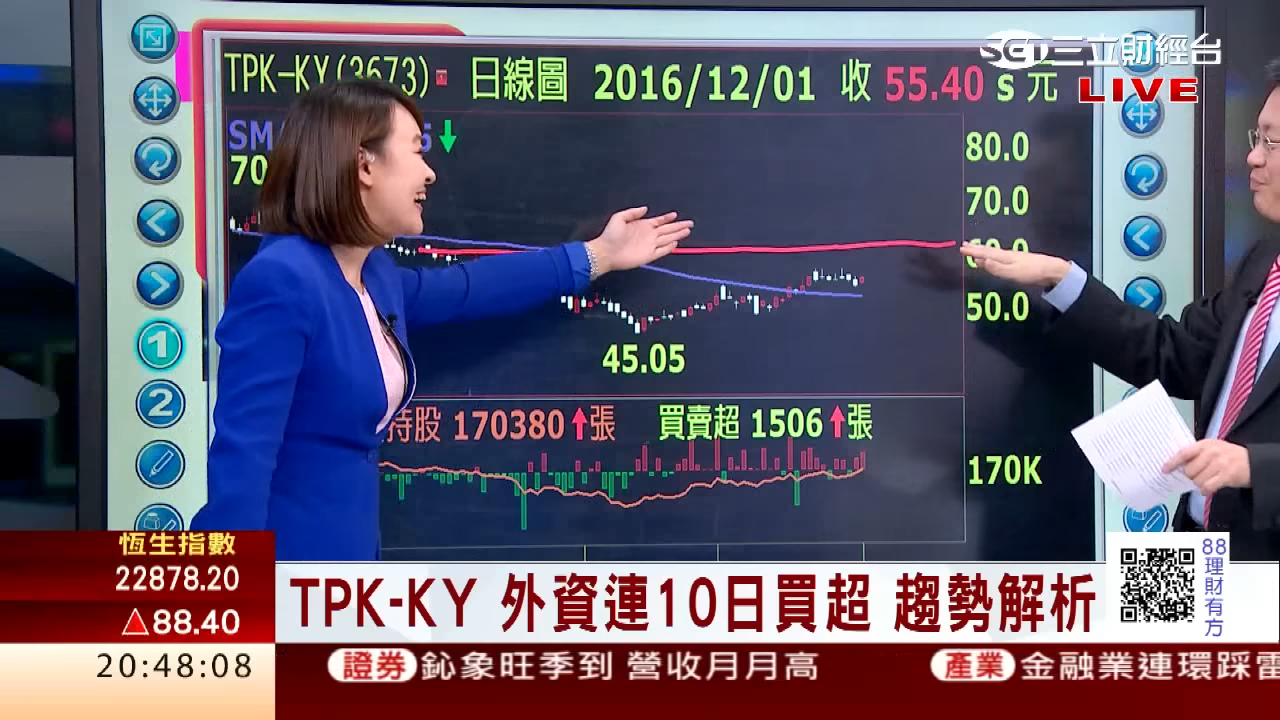 三立財經台
LIVE
TPK-KY(3673) 日線圖 2016/12/01 收 55.40 s 元
80.0
70.0
50.0
45.05
持股 170380↑張 買賣超 1506↑張
170K
1
2
恆生指數
22878.20
▲88.40
TPK-KY 外資連10日買超 趨勢解析
88理財有方
20:48:08
證券 鈊象旺季到 營收月月高
產業 金融業連環踩雷